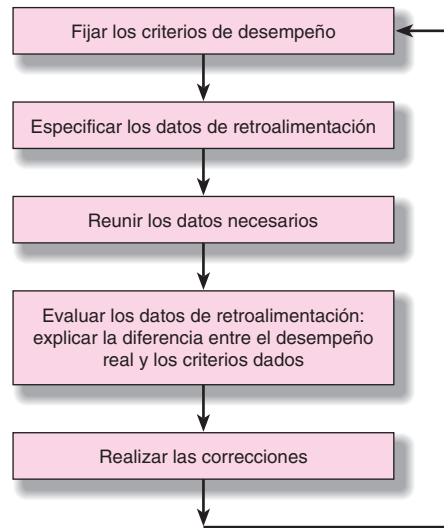 Fijar los criterios de desempeño
Especificar los datos de retroalimentación
Reunir los datos necesarios
Evaluar los datos de retroalimentación:
explicar la diferencia entre el desempeño
real y los criterios dados
Realizar las correcciones